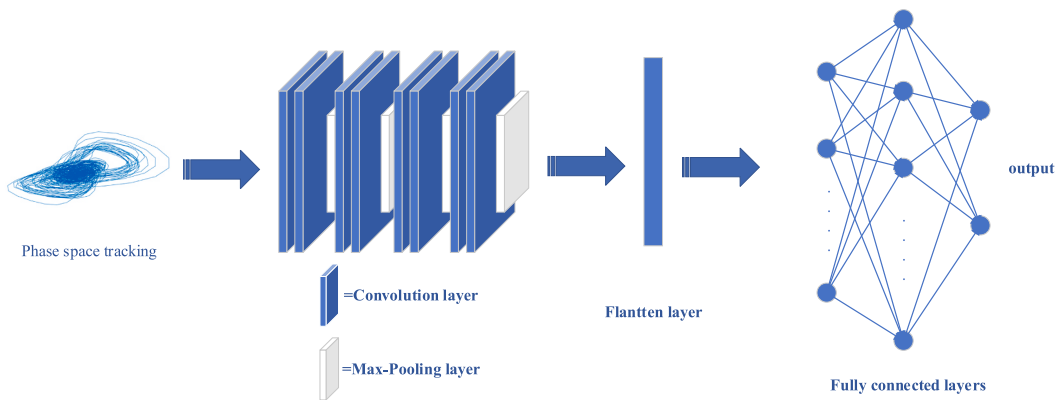 Phase space tracking
=Convolution layer
=Max-Pooling layer
Flantten layer
Fully connected layers
output